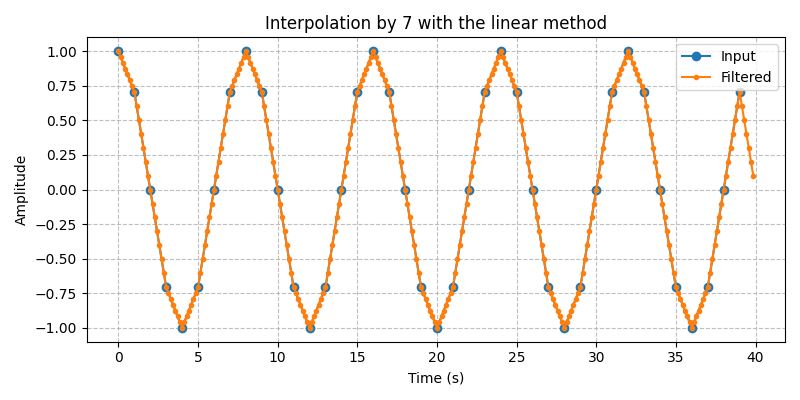 Interpolation by 7 with the linear method
Input
Filtered
1.00
0.75
0.50
0.25
0.00
−0.25
−0.50
−0.75
−1.00
Amplitude
0 5 10 15 20 25 30 35 40
Time (s)